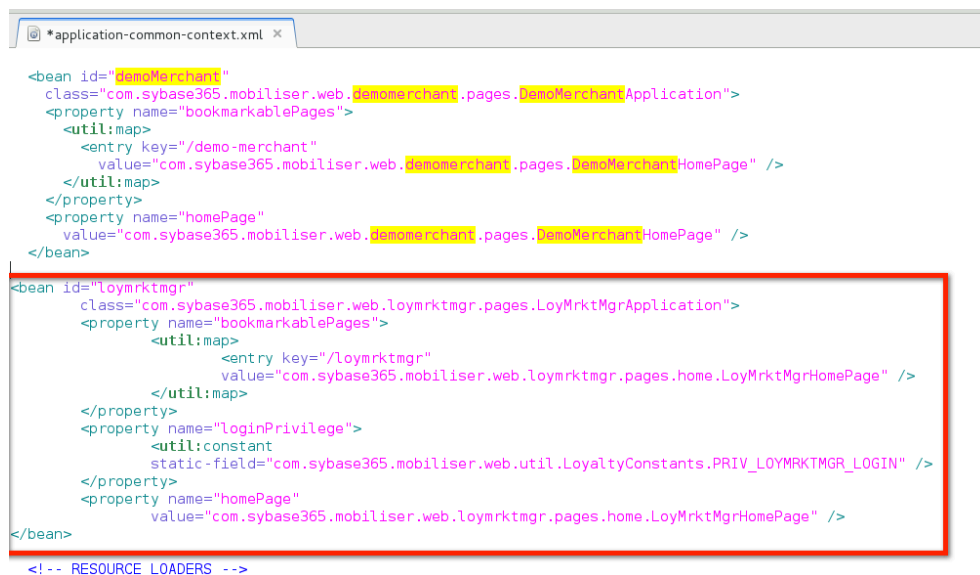 *application-common-context.xml ×
<bean id="demoMerchant"
class="com.sybase365.mobiliser.web.demomerchant.pages.DemoMerchantApplication">
<property name="bookmarkablePages">
<util:map>
<entry key="/demo-merchant"
value="com.sybase365.mobiliser.web.demomerchant.pages.DemoMerchantHomePage" />
</util:map>
</property>
<property name="homePage"
value="com.sybase365.mobiliser.web.demomerchant.pages.DemoMerchantHomePage" />
</bean>
<bean id="loymrktmgr"
class="com.sybase365.mobiliser.web.loymrktmgr.pages.LoyMrktMgrApplication">
<property name="bookmarkablePages">
<util:map>
<entry key="/loymrktmgr"
value="com.sybase365.mobiliser.web.loymrktmgr.pages.home.LoyMrktMgrHomePage" />
</util:map>
</property>
<property name="loginPrivilege">
<util:constant
static-field="com.sybase365.mobiliser.web.util.LoyaltyConstants.PRIV_LOYMRKTMGR_LOGIN" />
</property>
<property name="homePage"
value="com.sybase365.mobiliser.web.loymrktmgr.pages.home.LoyMrktMgrHomePage" />
</bean>
<!-- RESOURCE LOADERS -->